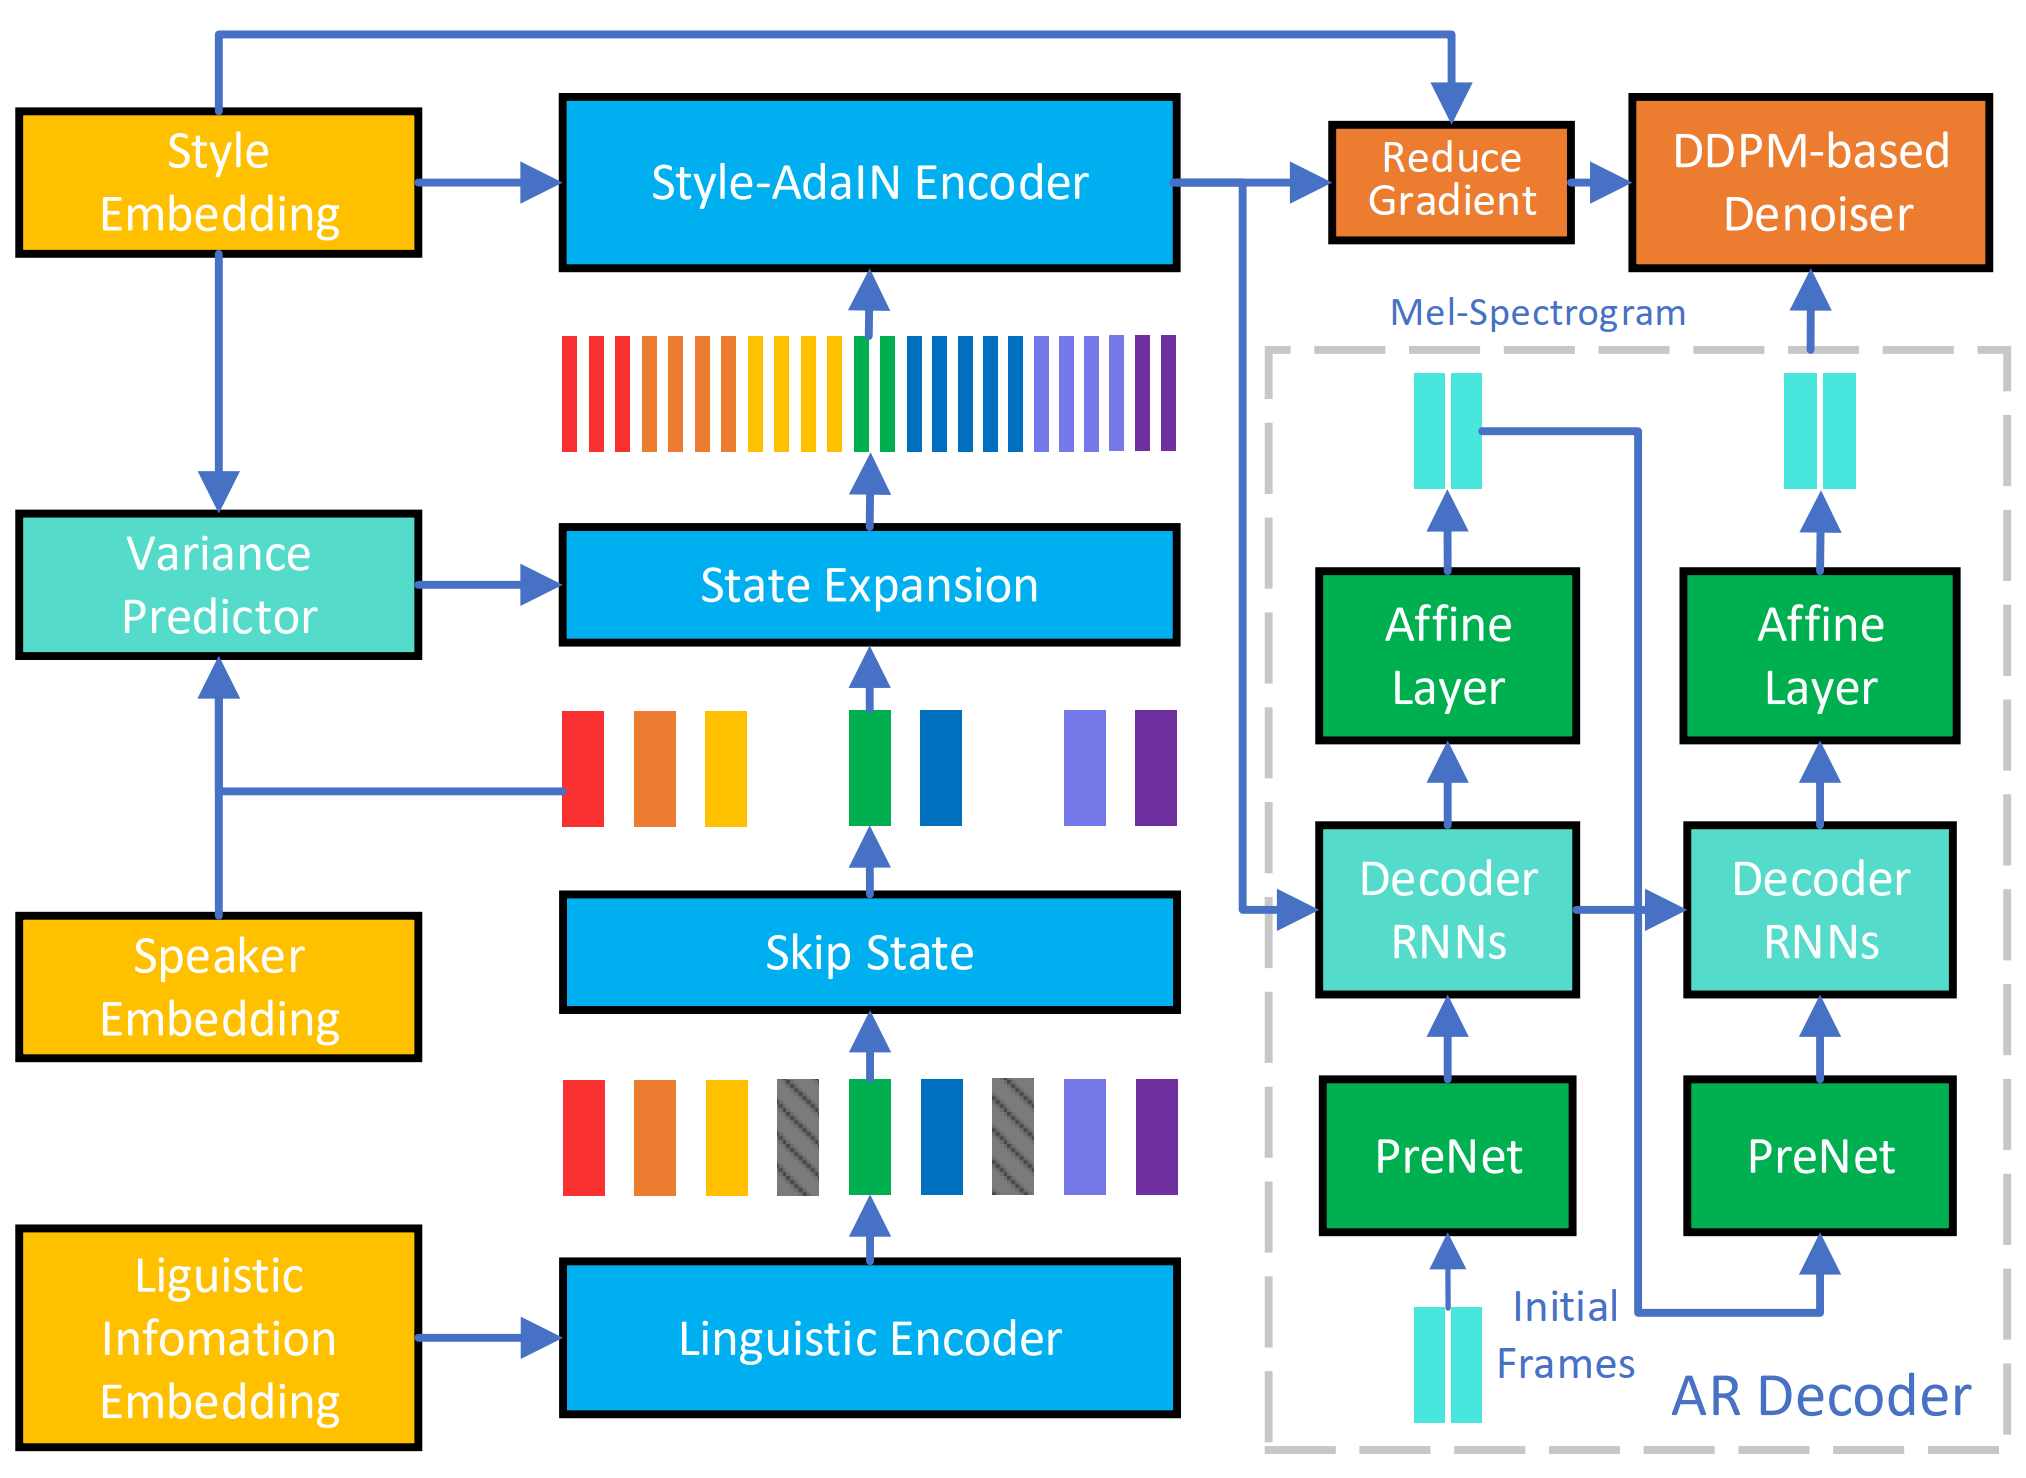 Style
Embedding
Style-AdaIN Encoder
Reduce
Gradient
DDPM-based
Denoiser
Mel-Spectrogram
Variance
Predictor
State Expansion
Affine
Layer
Affine
Layer
Speaker
Embedding
Skip State
Decoder
RNNs
Decoder
RNNs
PreNet
PreNet
Liguistic
Infomation
Embedding
Linguistic Encoder
Initial
Frames
AR Decoder